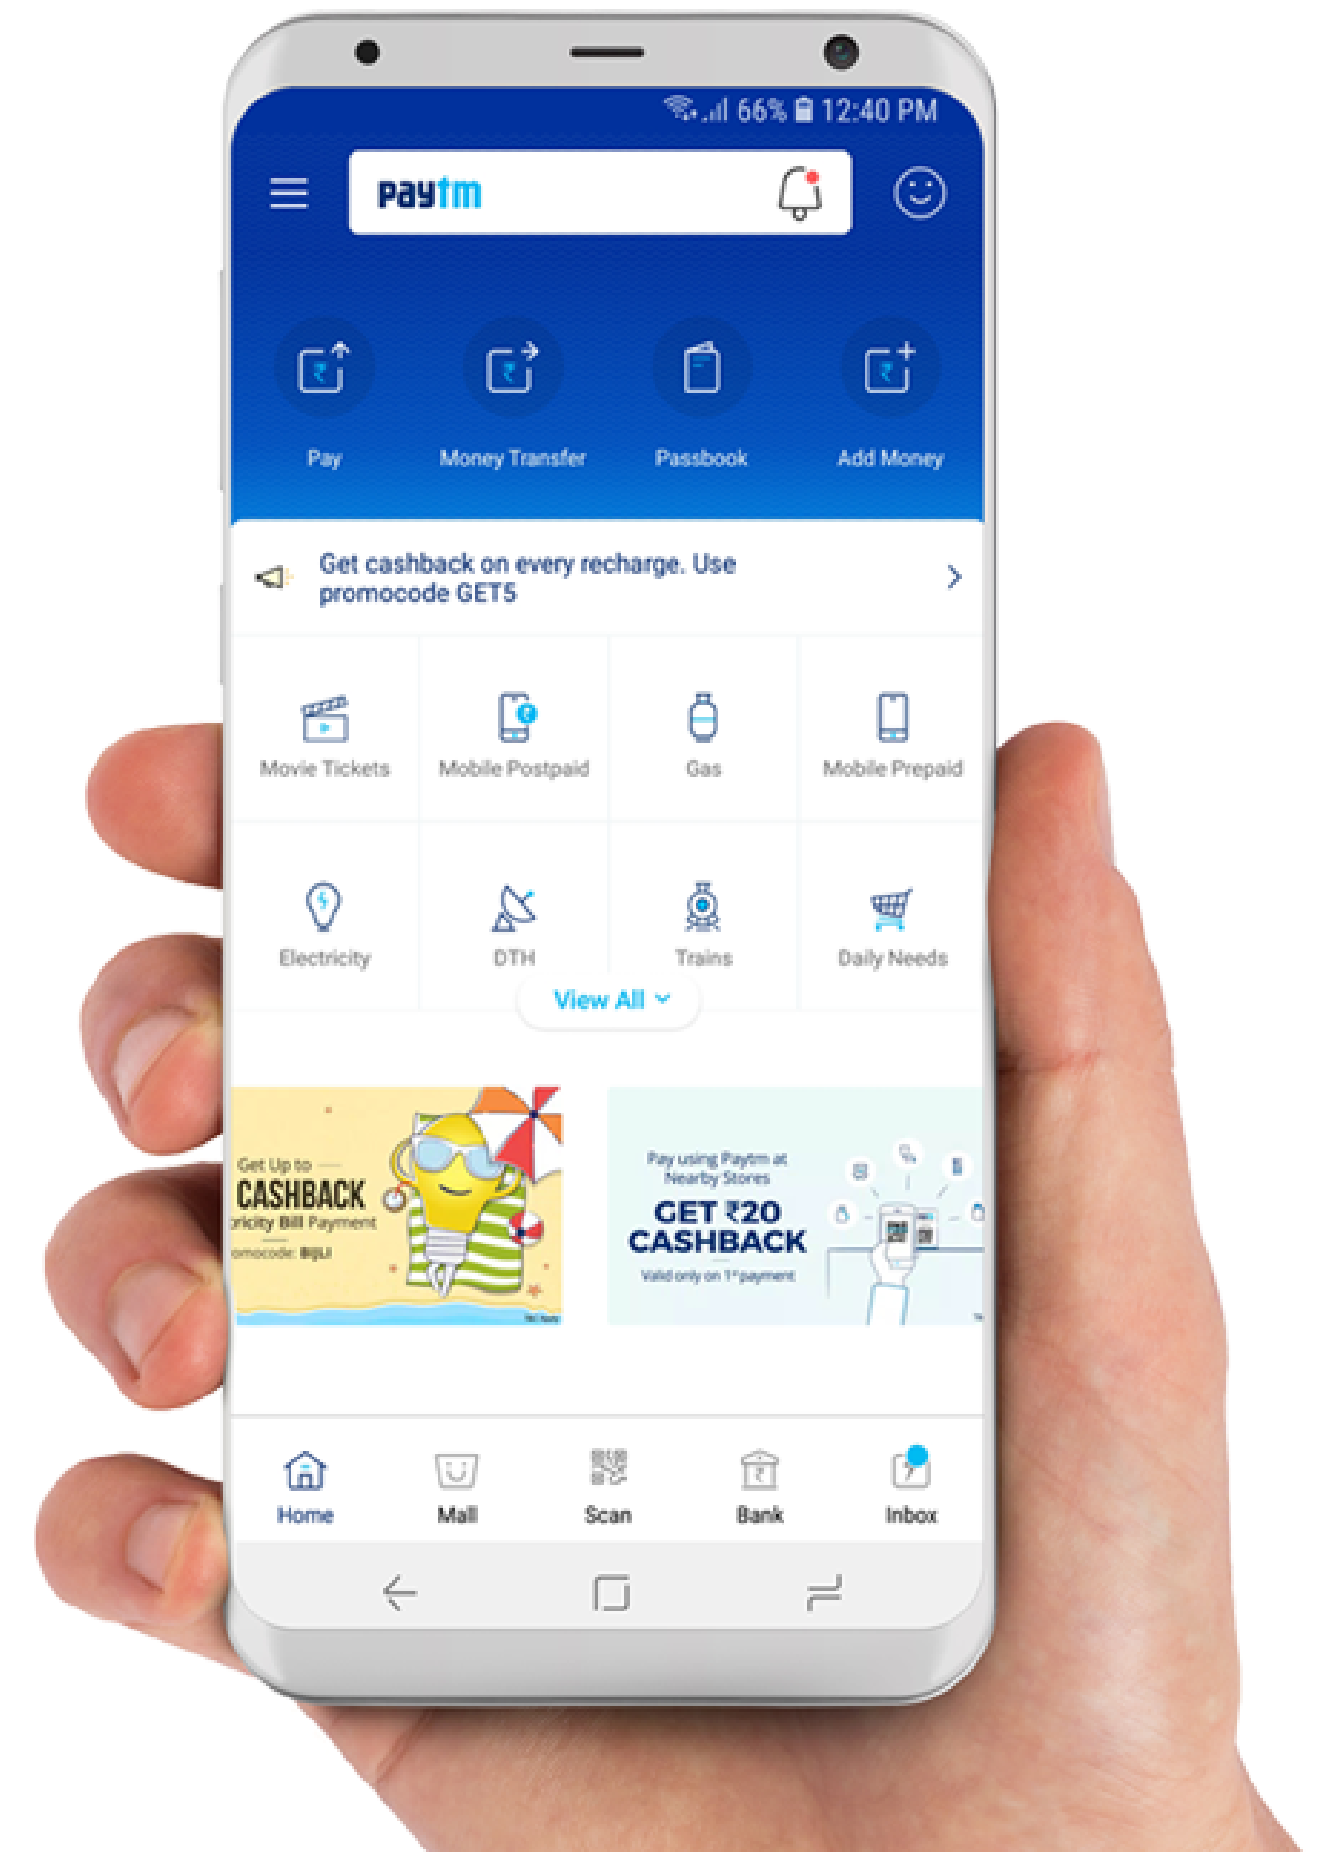 66% 12:40 PM
paytm
Pay
Money Transfer
Passbook
Add Money
Get cashback on every recharge. Use
promocode GET5
Movie Tickets
Mobile Postpaid
Gas
Mobile Prepaid
Electricity
DTH
Trains
Daily Needs
View All
Get Up to
CASHBACK
ricity Bill Payment
omocode: BIJLI
Pay using Paytm at
Nearby Stores
GET ₹20
CASHBACK
Valid only on 1st payment
Home
Mall
Scan
Bank
Inbox